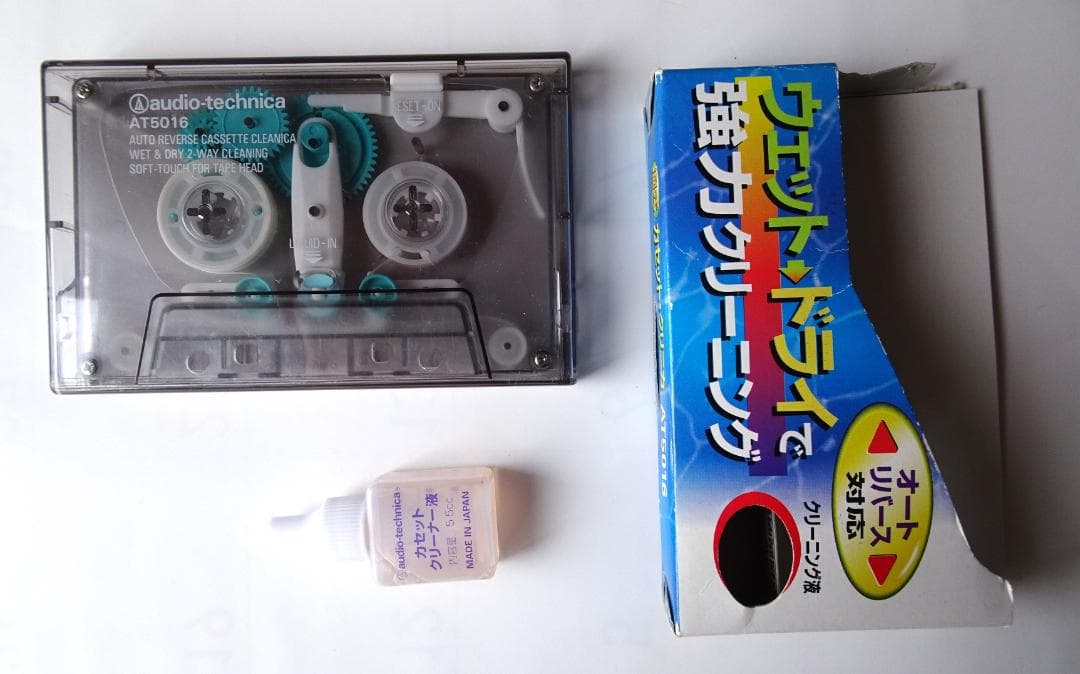 audio-technica
AT5016
AUTO REVERSE CASSETTE CLEANICA
WET & DRY 2-WAY CLEANING
SOFT-TOUCH FOR TAPE HEAD
RESET-ON
LIQUID-IN
audio-technica
カセット
クリーナー液
内容量 5.5cc
MADE IN JAPAN
ウエット→ドライで
強力クリーニング
オート
リバース
対応
クリーニング液
AT5016